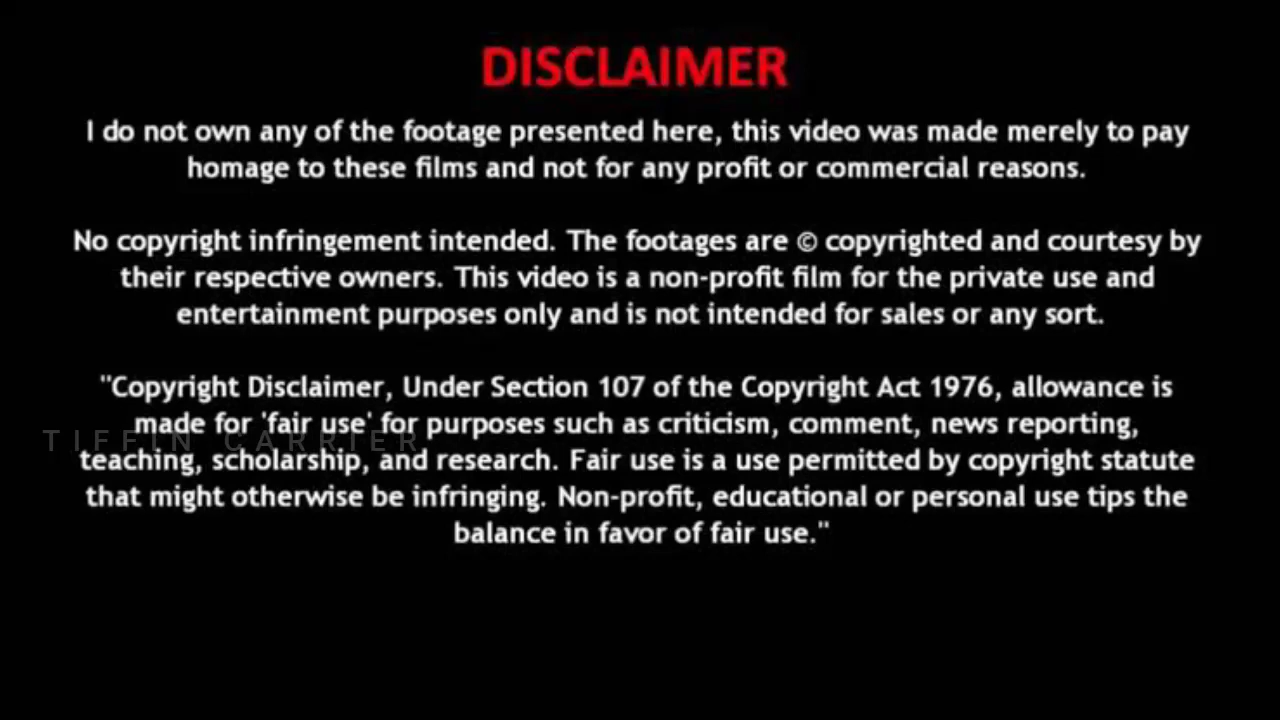 DISCLAIMER
I do not own any of the footage presented here, this video was made merely to pay
homage to these films and not for any profit or commercial reasons.
No copyright infringement intended. The footages are © copyrighted and courtesy by
their respective owners. This video is a non-profit film for the private use and
entertainment purposes only and is not intended for sales or any sort.
"Copyright Disclaimer, Under Section 107 of the Copyright Act 1976, allowance is
made for 'fair use' for purposes such as criticism, comment, news reporting,
TIFFIN CARRIER
teaching, scholarship, and research. Fair use is a use permitted by copyright statute
that might otherwise be infringing. Non-profit, educational or personal use tips the
balance in favor of fair use."